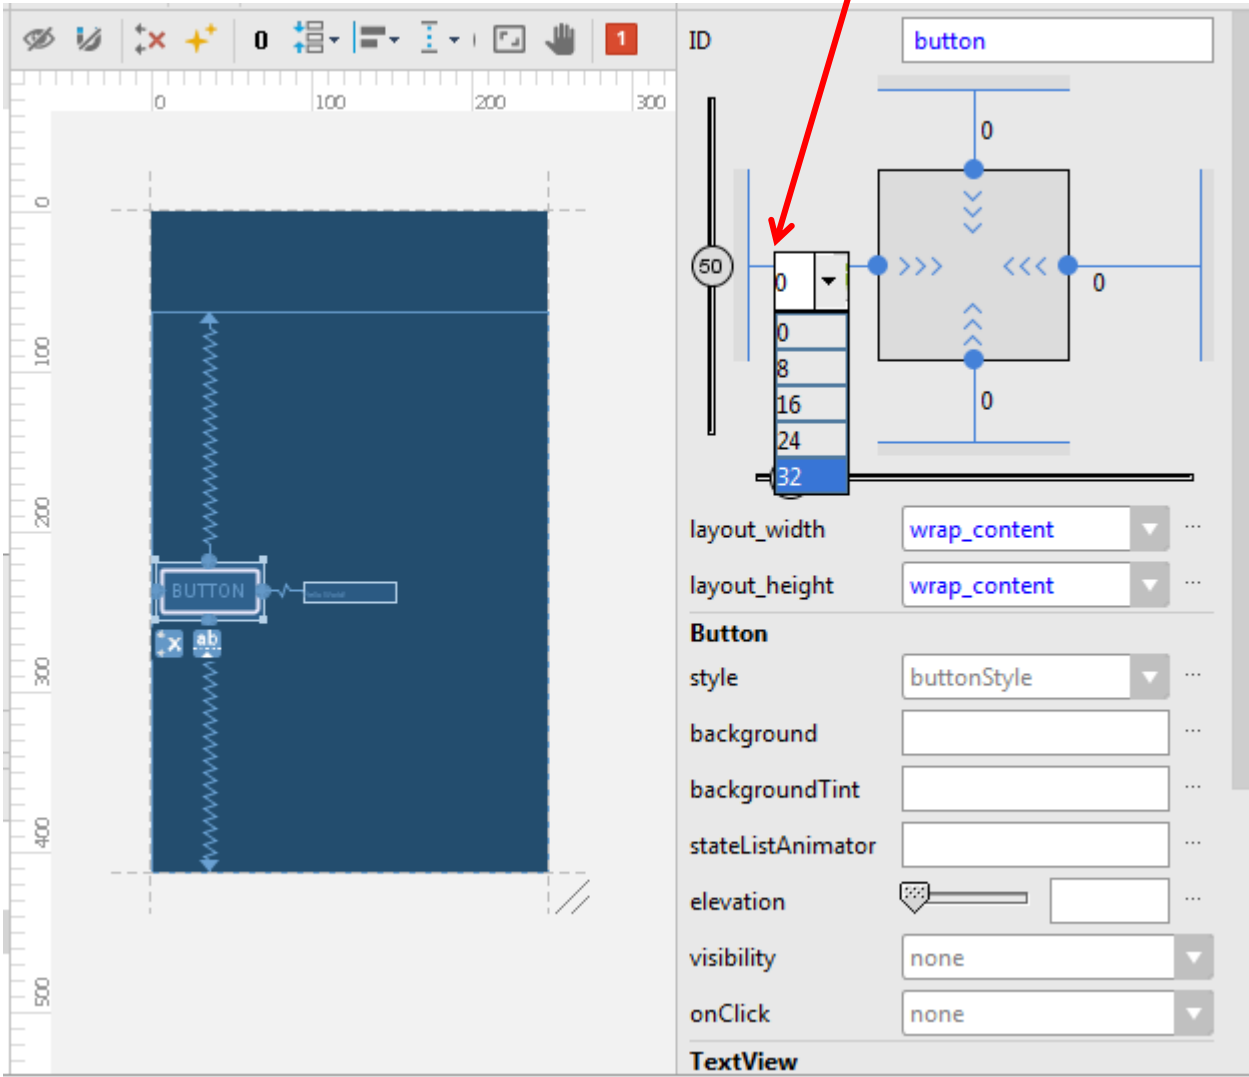 0
1
ID
button
0
100
200
300
0
0
100
200
300
400
500
50
0
0
0
8
16
24
32
0
BUTTON
ab
layout_width
wrap_content
...
layout_height
wrap_content
...
Button
style
buttonStyle
...
background
...
backgroundTint
...
stateListAnimator
...
elevation
...
visibility
none
onClick
none
TextView